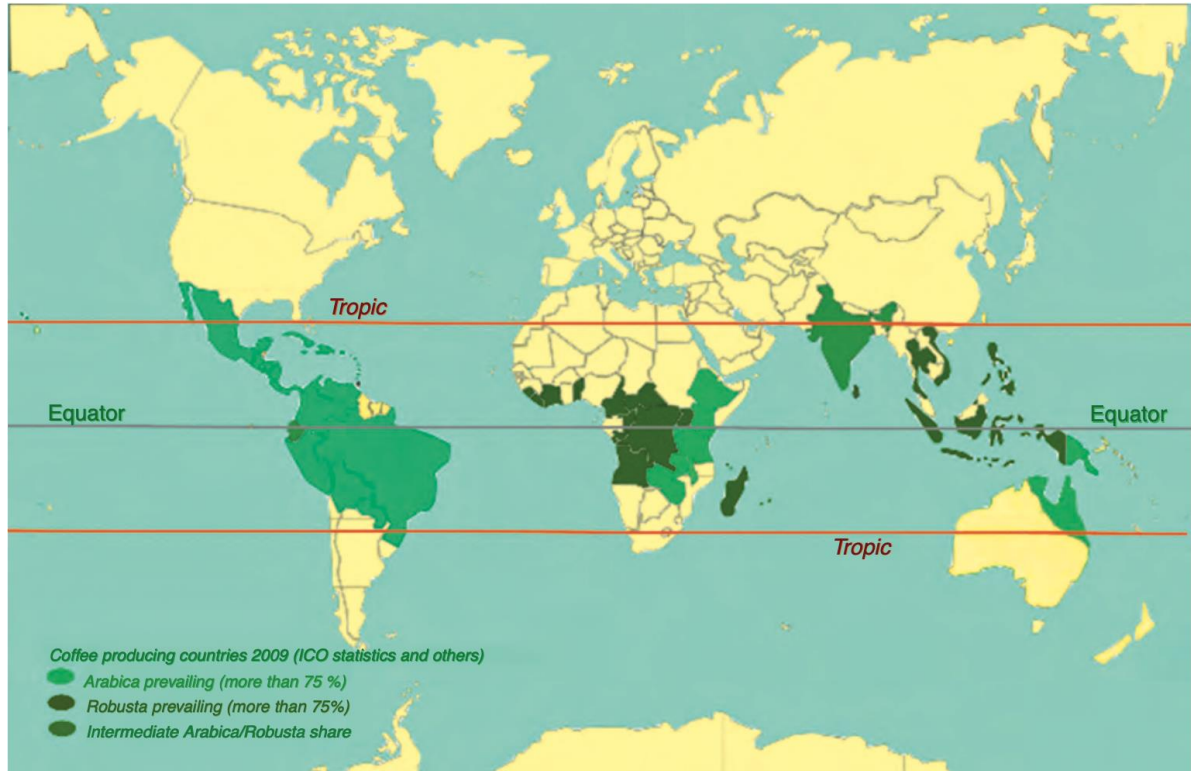 Tropic
Equator
Equator
Tropic
Coffee producing countries 2009 (ICO statistics and others)
Arabica prevailing (more than 75 %)
Robusta prevailing (more than 75%)
Intermediate Arabica/Robusta share